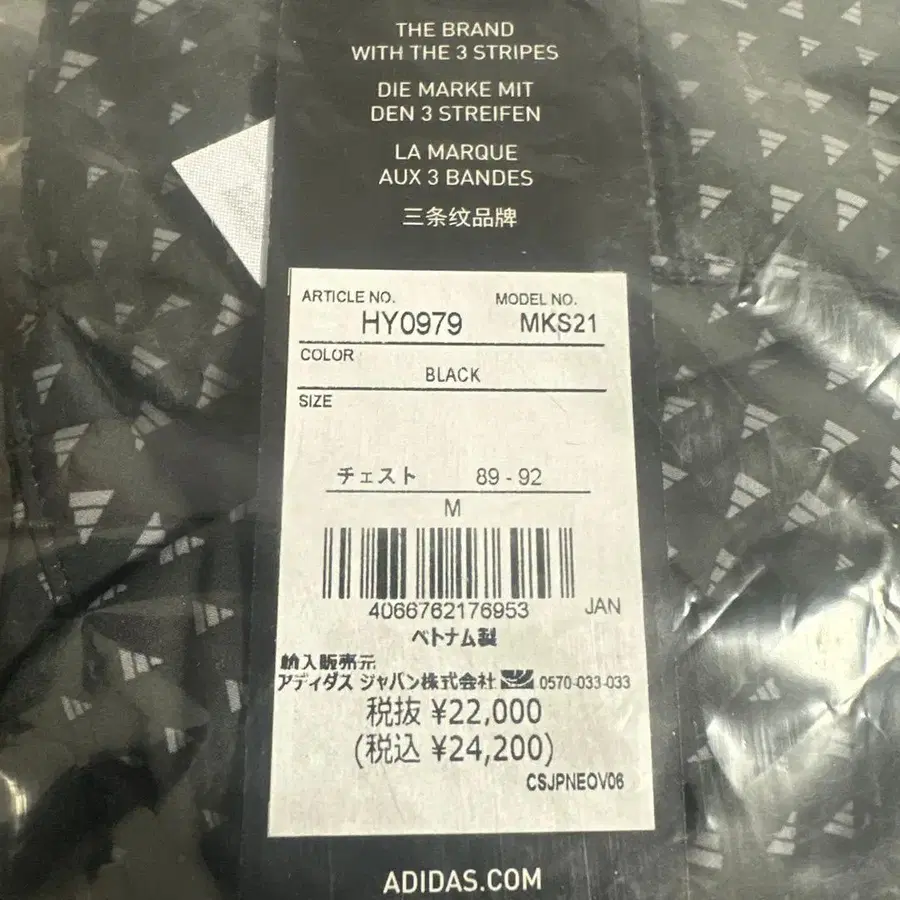 THE BRAND
WITH THE 3 STRIPES
DIE MARKE MIT
DEN 3 STREIFEN
LA MARQUE
AUX 3 BANDES
三条纹品牌
ARTICLE NO. MODEL NO.
HY0979 MKS21
COLOR
BLACK
SIZE
チェスト 89 - 92
M
4066762176953 JAN
ベトナム製
輸入販売元
アディダス ジャパン株式会社 0570-033-033
税抜 ¥22,000
(税込 ¥24,200)
CSJPNEOV06
ADIDAS.COM